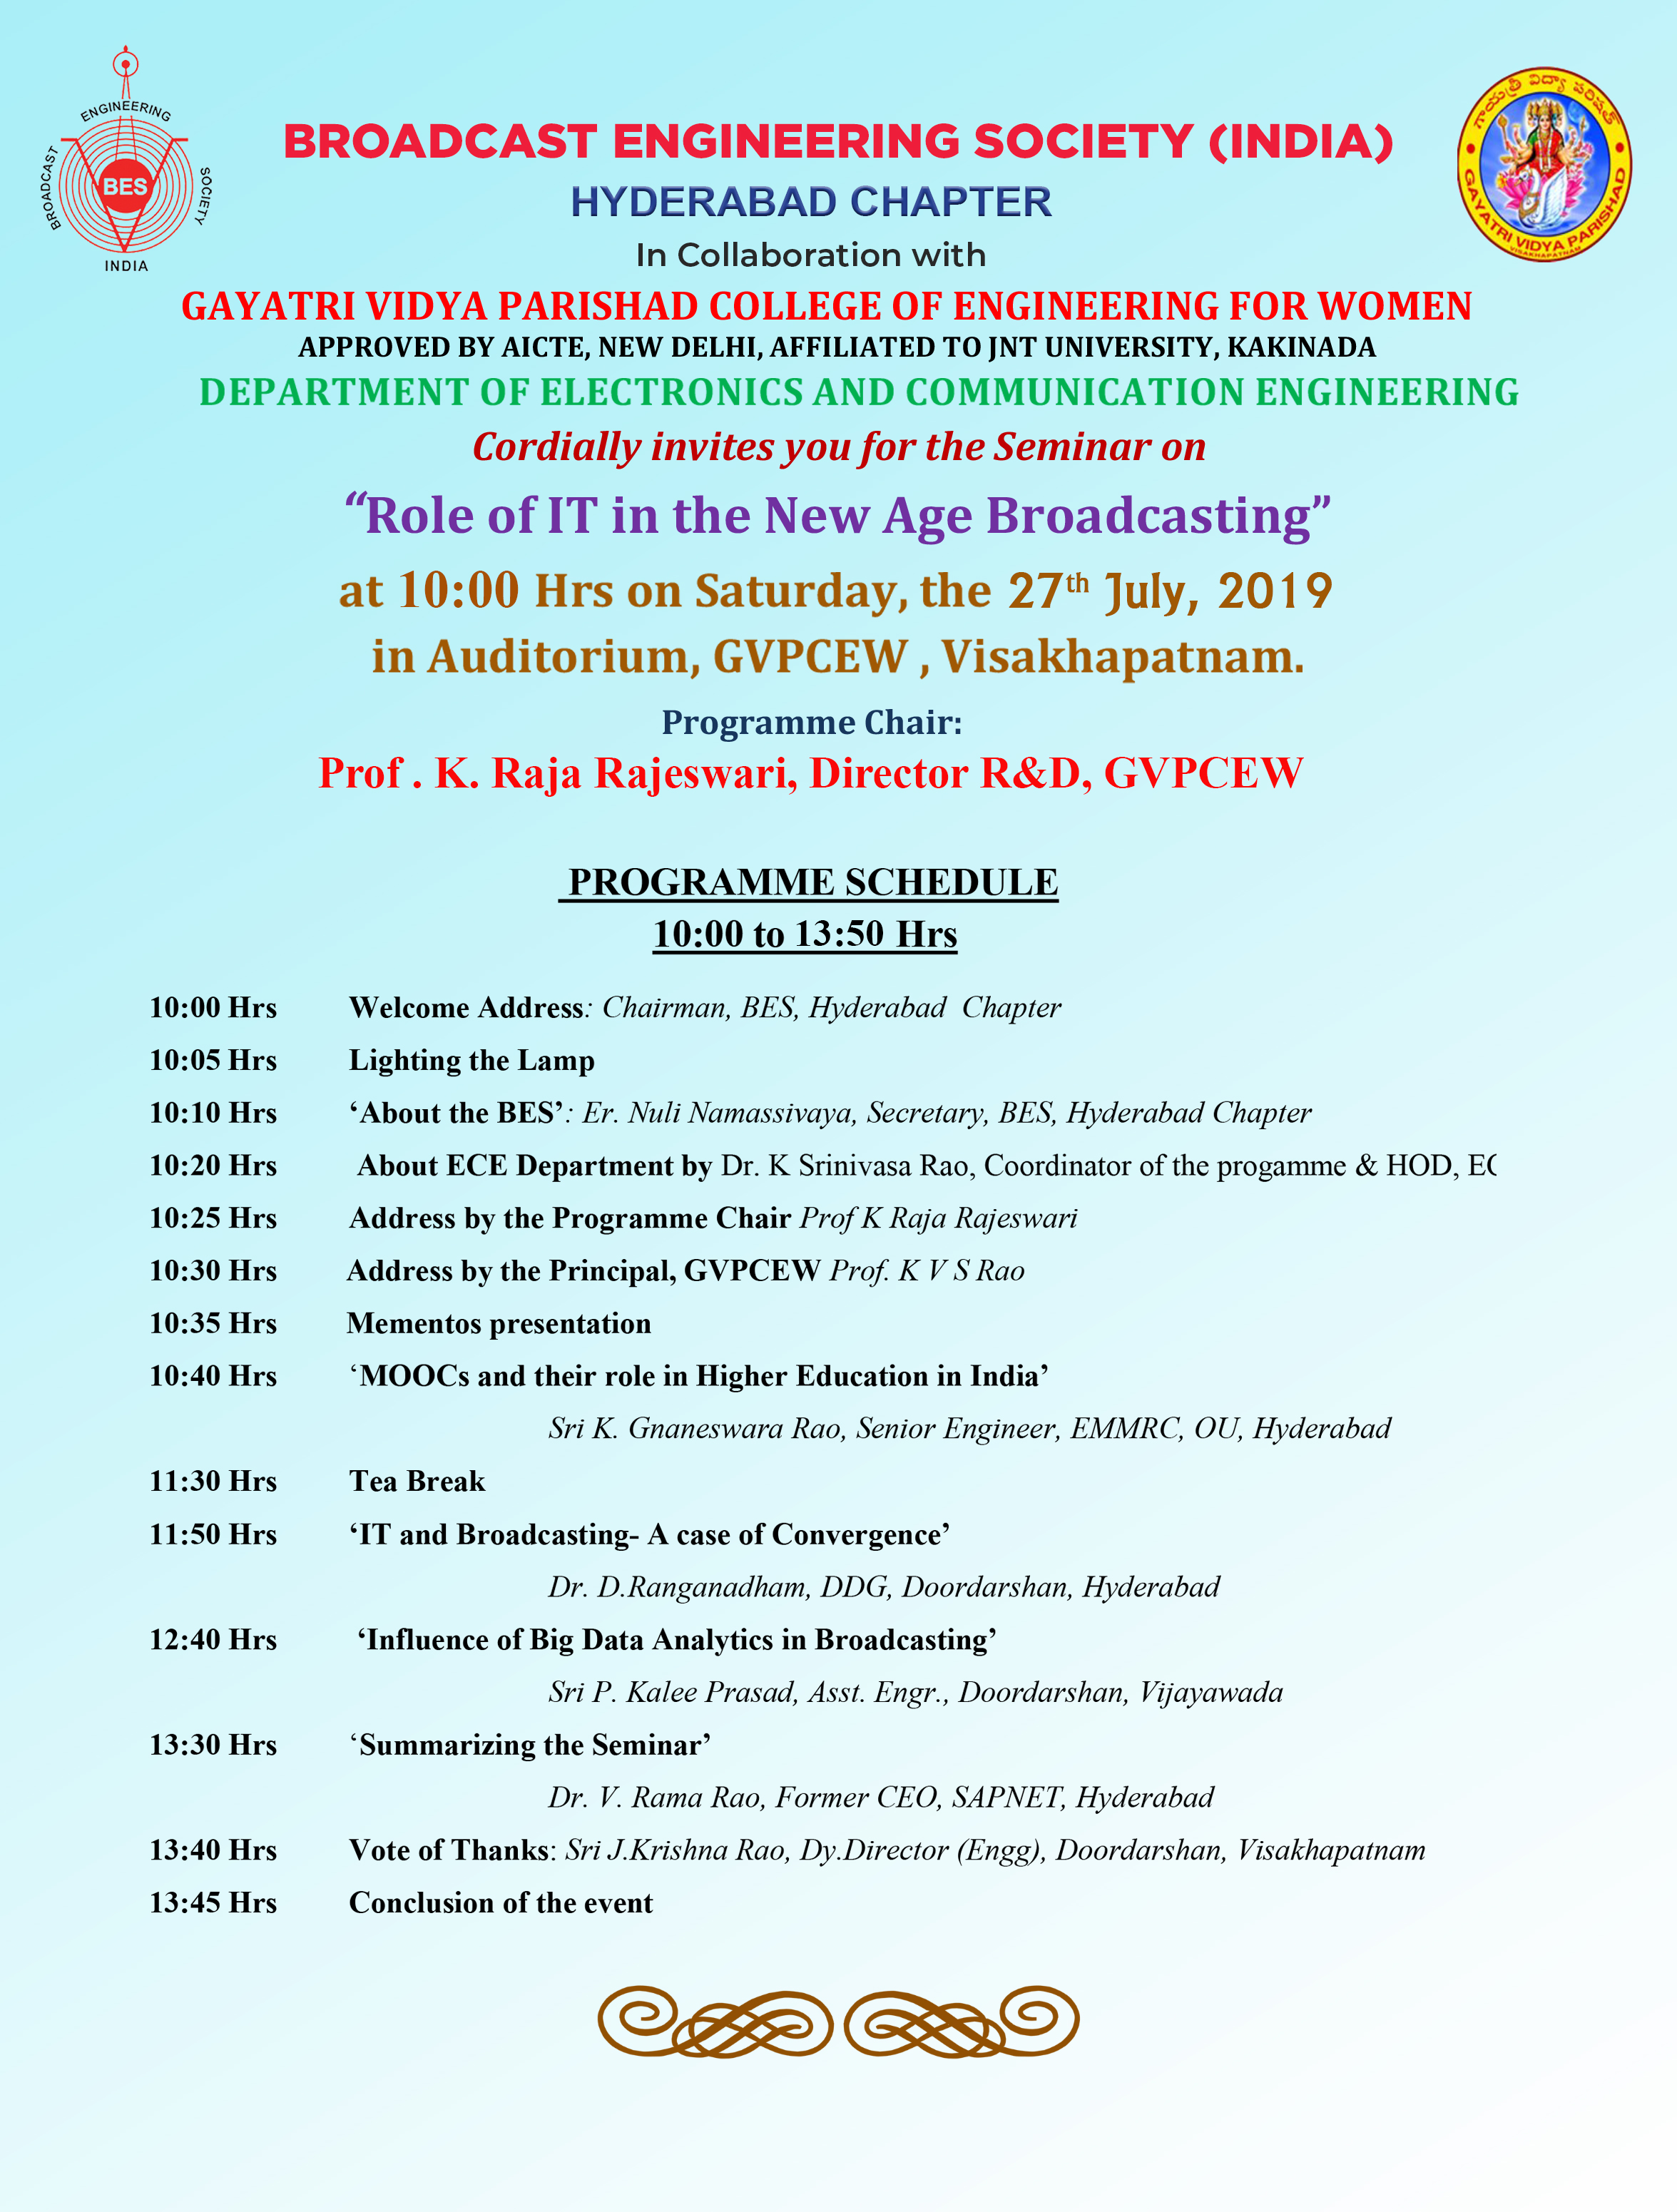 ENGINEERING
BROADCAST
SOCIETY
BES
INDIA
గాయత్రీ విద్యా పరిషత్
GAYATRI VIDYA PARISHAD
VISAKHAPATNAM
BROADCAST ENGINEERING SOCIETY (INDIA)
HYDERABAD CHAPTER
In Collaboration with
GAYATRI VIDYA PARISHAD COLLEGE OF ENGINEERING FOR WOMEN
APPROVED BY AICTE, NEW DELHI, AFFILIATED TO JNT UNIVERSITY, KAKINADA
DEPARTMENT OF ELECTRONICS AND COMMUNICATION ENGINEERING
Cordially invites you for the Seminar on
“Role of IT in the New Age Broadcasting”
at 10:00 Hrs on Saturday, the 27th July, 2019
in Auditorium, GVPCEW , Visakhapatnam.
Programme Chair:
Prof . K. Raja Rajeswari, Director R&D, GVPCEW
PROGRAMME SCHEDULE
10:00 to 13:50 Hrs
10:00 Hrs Welcome Address: Chairman, BES, Hyderabad Chapter
10:05 Hrs Lighting the Lamp
10:10 Hrs ‘About the BES’: Er. Nuli Namassivaya, Secretary, BES, Hyderabad Chapter
10:20 Hrs About ECE Department by Dr. K Srinivasa Rao, Coordinator of the progamme & HOD,
10:25 Hrs Address by the Programme Chair Prof K Raja Rajeswari
10:30 Hrs Address by the Principal, GVPCEW Prof. K V S Rao
10:35 Hrs Mementos presentation
10:40 Hrs ‘MOOCs and their role in Higher Education in India’
Sri K. Gnaneswara Rao, Senior Engineer, EMMRC, OU, Hyderabad
11:30 Hrs Tea Break
11:50 Hrs ‘IT and Broadcasting- A case of Convergence’
Dr. D.Ranganadham, DDG, Doordarshan, Hyderabad
12:40 Hrs ‘Influence of Big Data Analytics in Broadcasting’
Sri P. Kalee Prasad, Asst. Engr., Doordarshan, Vijayawada
13:30 Hrs ‘Summarizing the Seminar’
Dr. V. Rama Rao, Former CEO, SAPNET, Hyderabad
13:40 Hrs Vote of Thanks: Sri J.Krishna Rao, Dy.Director (Engg), Doordarshan, Visakhapatnam
13:45 Hrs Conclusion of the event